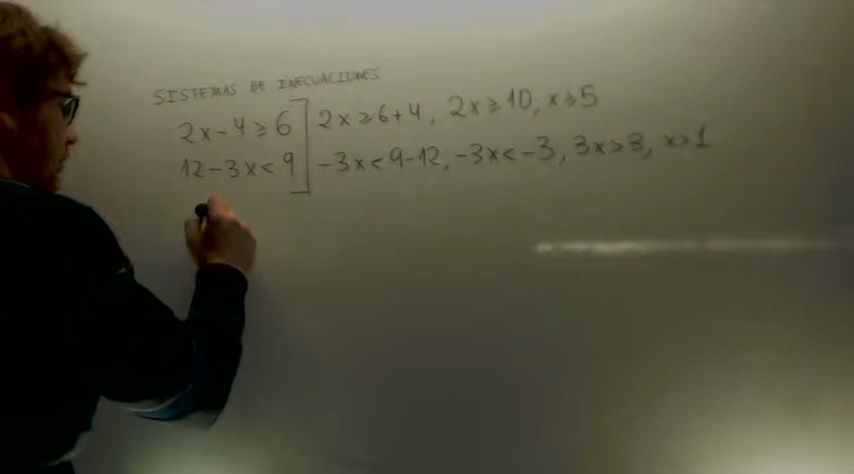 SISTEMAS DE INECUACIONES
2x - 4 ≥ 6 ] 2x ≥ 6 + 4, 2x ≥ 10, x ≥ 5
12 - 3x < 9 ] -3x < 9 - 12, -3x < -3, 3x > 3, x > 1